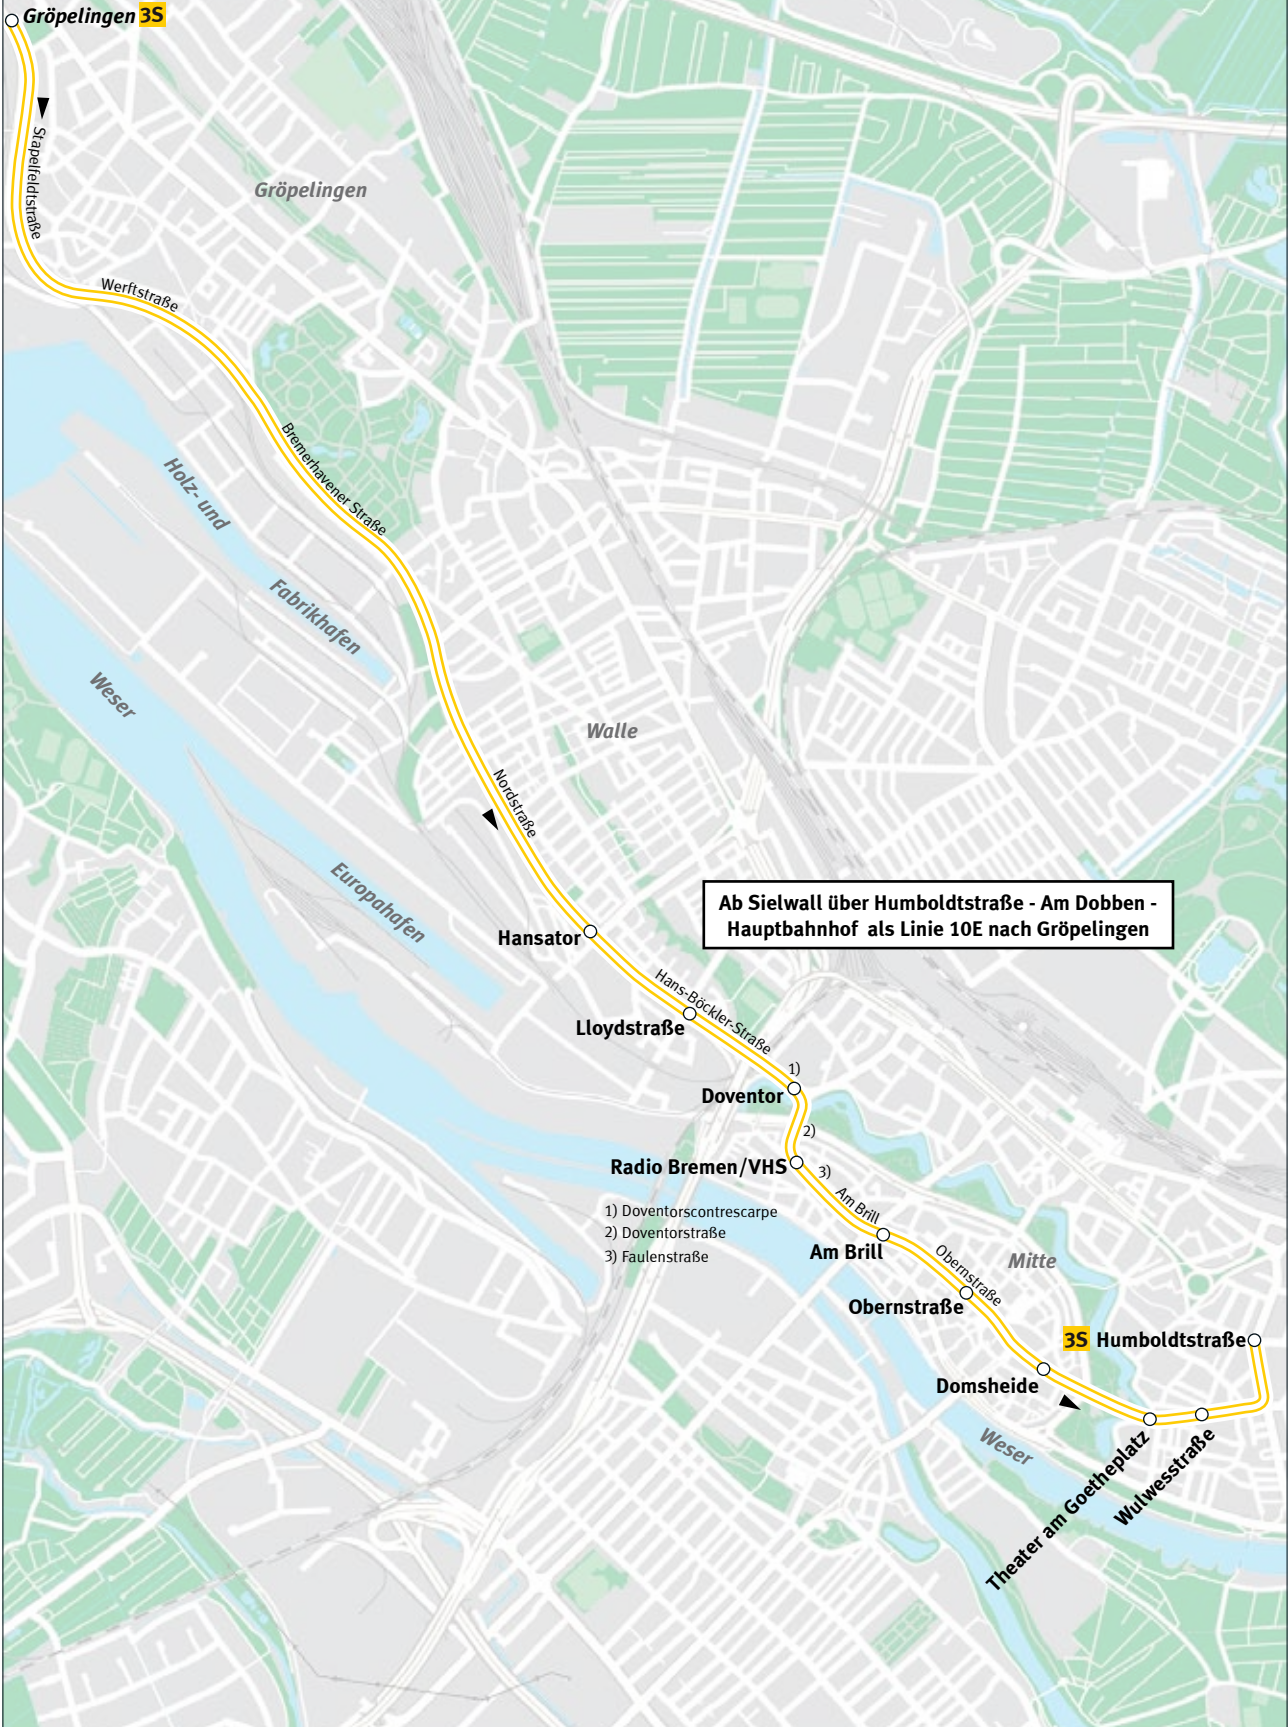 Gröpelingen 3S
Stapelfeldtstraße
Gröpelingen
Werftstraße
Bremerhavener Straße
Holz- und
Fabrikhafen
Weser
Walle
Nordstraße
Europahafen
Ab Sielwall über Humboldtstraße - Am Dobben -
Hauptbahnhof als Linie 10E nach Gröpelingen
Hansator
Hans-Böckler-Straße
Lloydstraße
1)
Doventor
2)
Radio Bremen/VHS
3)
Am Brill
1) Doventorscontrescarpe
2) Doventorstraße
3) Faulenstraße
Am Brill
Obernstraße
Mitte
Obernstraße
3S Humboldtstraße
Domsheide
Weser
Theater am Goetheplatz
Wulwesstraße